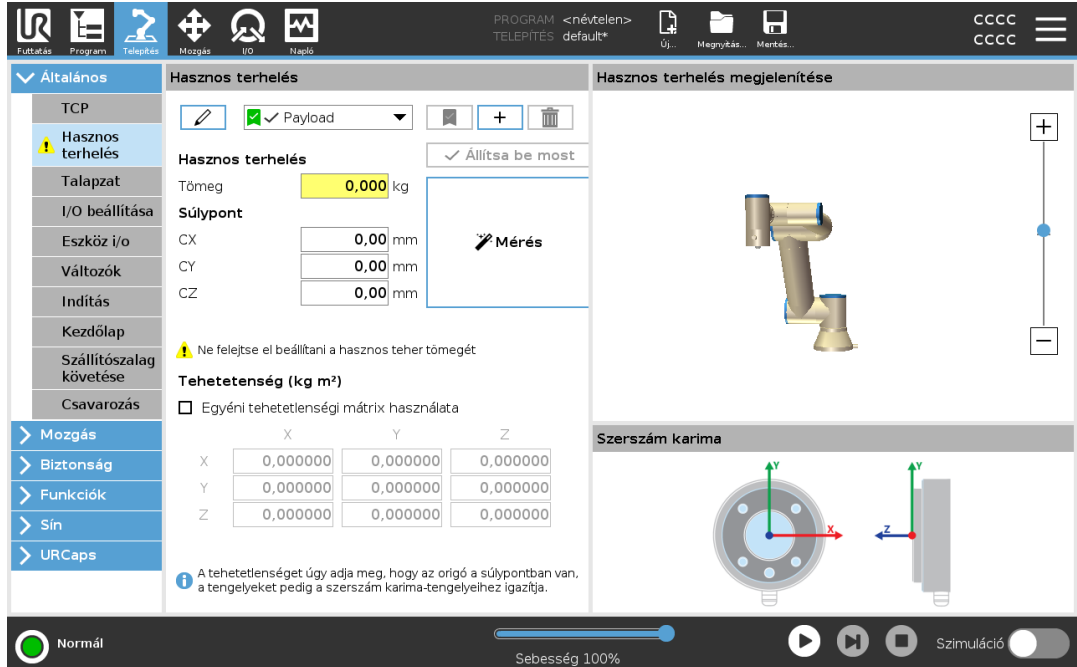 PROGRAM <névtelen>
TELEPÍTÉS default*
CCCC
CCCC
Futtatás Program Telepítés Mozgás I/O Napló Új... Megnyitás... Mentés...
Általános
TCP
Hasznos
terhelés
Talapzat
I/O beállítása
Eszköz i/o
Változók
Indítás
Kezdőlap
Szállítószalag
követése
Csavarozás
Mozgás
Biztonság
Funkciók
Sín
URCaps
Hasznos terhelés
Payload
Állítsa be most
Hasznos terhelés
Tömeg 0,000 kg
Súlypont
CX 0,00 mm
CY 0,00 mm
CZ 0,00 mm
Mérés
Ne felejtse el beállítani a hasznos teher tömegét
Tehetetenség (kg m²)
Egyéni tehetetlenségi mátrix használata
X Y Z
X 0,000000 0,000000 0,000000
Y 0,000000 0,000000 0,000000
Z 0,000000 0,000000 0,000000
A tehetetlenséget úgy adja meg, hogy az origó a súlypontban van,
a tengelyeket pedig a szerszám karima-tengelyeihez igazítja.
Hasznos terhelés megjelenítése
Szerszám karima
Y
X
Y
Z
Normál
Sebesség 100%
Szimuláció